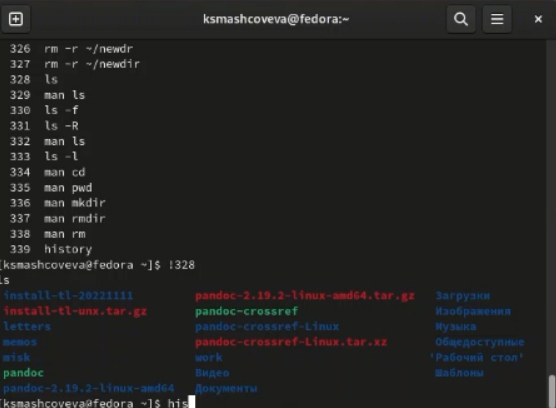 ksmashcoveva@fedora:~
326 rm -r ~/newdr
327 rm -r ~/newdir
328 ls
329 man ls
330 ls -f
331 ls -R
332 man ls
333 ls -l
334 man cd
335 man pwd
336 man mkdir
337 man rmdir
338 man rm
339 history
[ksmashcoveva@fedora ~]$ !328
ls
install-tl-20221111 pandoc-2.19.2-linux-amd64.tar.gz Загрузки
install-tl-unx.tar.gz pandoc-crossref Изображения
letters pandoc-crossref-Linux Музыка
memos pandoc-crossref-Linux.tar.xz Общедоступные
misk work 'Рабочий стол'
pandoc Видео Шаблоны
pandoc-2.19.2-linux-amd64 Документы
[ksmashcoveva@fedora ~]$ his